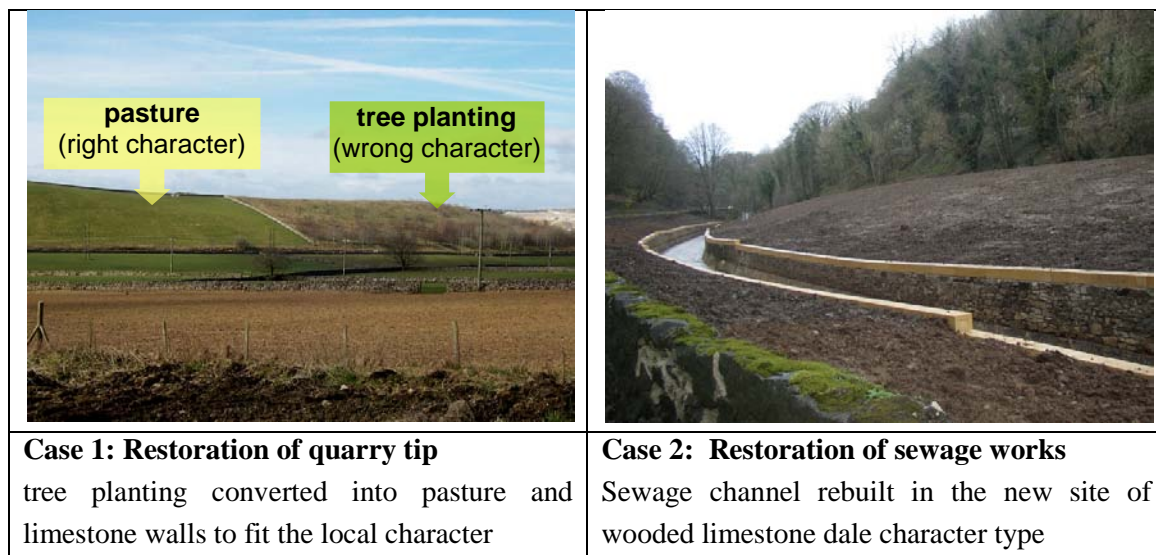 pasture
(right character)
tree planting
(wrong character)
Case 1: Restoration of quarry tip
tree planting converted into pasture and
limestone walls to fit the local character
Case 2: Restoration of sewage works
Sewage channel rebuilt in the new site of
wooded limestone dale character type